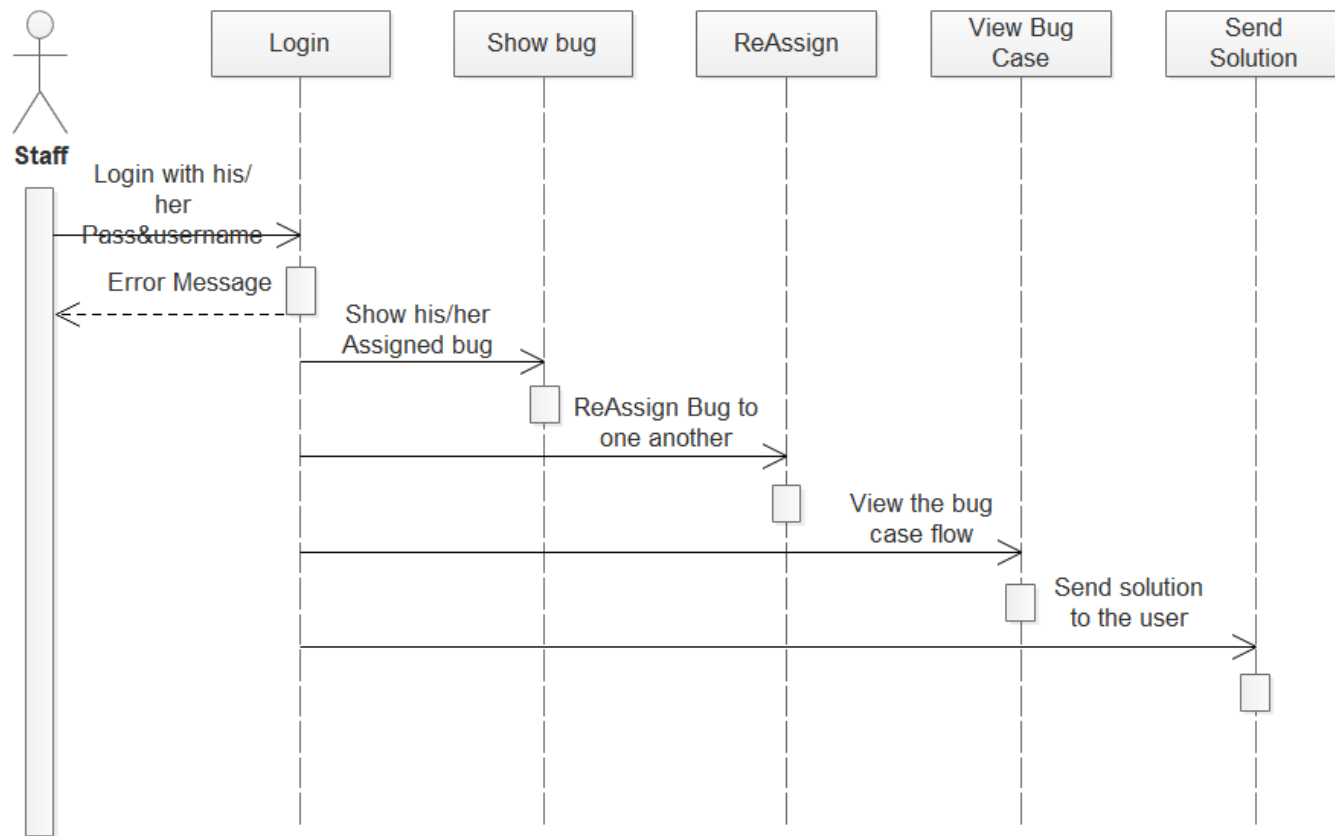 Login
Show bug
ReAssign
View Bug
Case
Send
Solution
Staff
Login with his/
her
Pass&username
Error Message
Show his/her
Assigned bug
ReAssign Bug to
one another
View the bug
case flow
Send solution
to the user